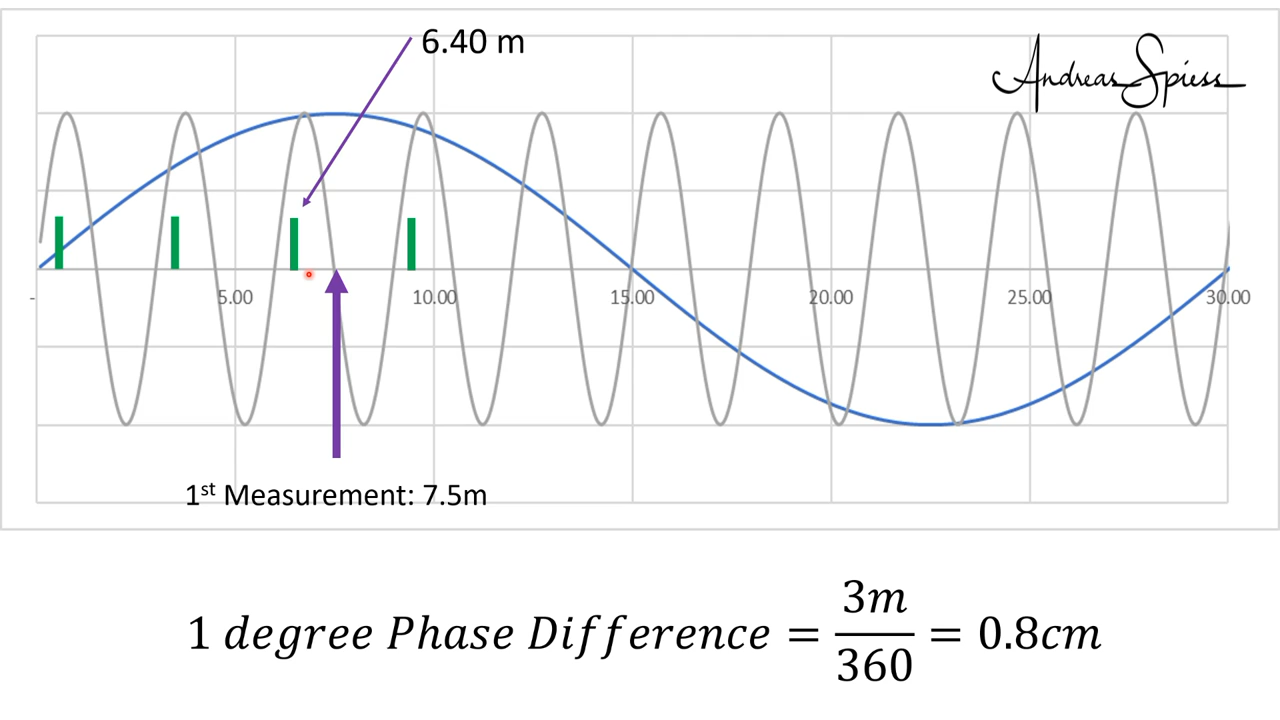 6.40 m
Andreas Spiess
- 5.00 10.00 15.00 20.00 25.00 30.00
1st Measurement: 7.5m
1 degree Phase Difference = 3m/360 = 0.8cm